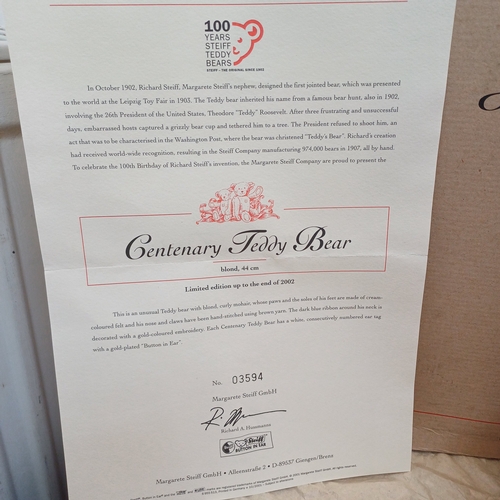 100
YEARS
STEIFF
TEDDY
BEARS
STEIFF - THE ORIGINAL SINCE 1902
In October 1902, Richard Steiff, Margarete Steiff's nephew, designed the first jointed bear, which was presented
to the world at the Leipzig Toy Fair in 1903. The Teddy bear inherited his name from a famous bear hunt, also in 1902,
involving the 26th President of the United States, Theodore "Teddy" Roosevelt. After three frustrating and unsuccessful
days, embarrassed hosts captured a grizzly bear cup and tethered him to a tree. The President refused to shoot him, an
act that was to be characterised in the Washington Post, where the bear was christened "Teddy's Bear". Richard's creation
had received world-wide recognition, resulting in the Steiff Company manufacturing 974,000 bears in 1907, all by hand.
To celebrate the 100th Birthday of Richard Steiff's invention, the Margarete Steiff Company are proud to present the
Centenary Teddy Bear
blond, 44 cm
Limited edition up to the end of 2002
This is an unusual Teddy bear with blond, curly mohair, whose paws and the soles of his feet are made of cream-
coloured felt and his nose and claws have been hand-stitched using brown yarn. The dark blue ribbon around his neck is
decorated with a gold-coloured embroidery. Each Centenary Teddy Bear has a white, consecutively numbered ear tag
with a gold-plated "Button in Ear".
No. 03594
Margarete Steiff GmbH
Richard A. Hussmanns
Steiff
BUTTON IN EAR
Margarete Steiff GmbH • Alleenstraße 2 • D-89537 Giengen/Brenz